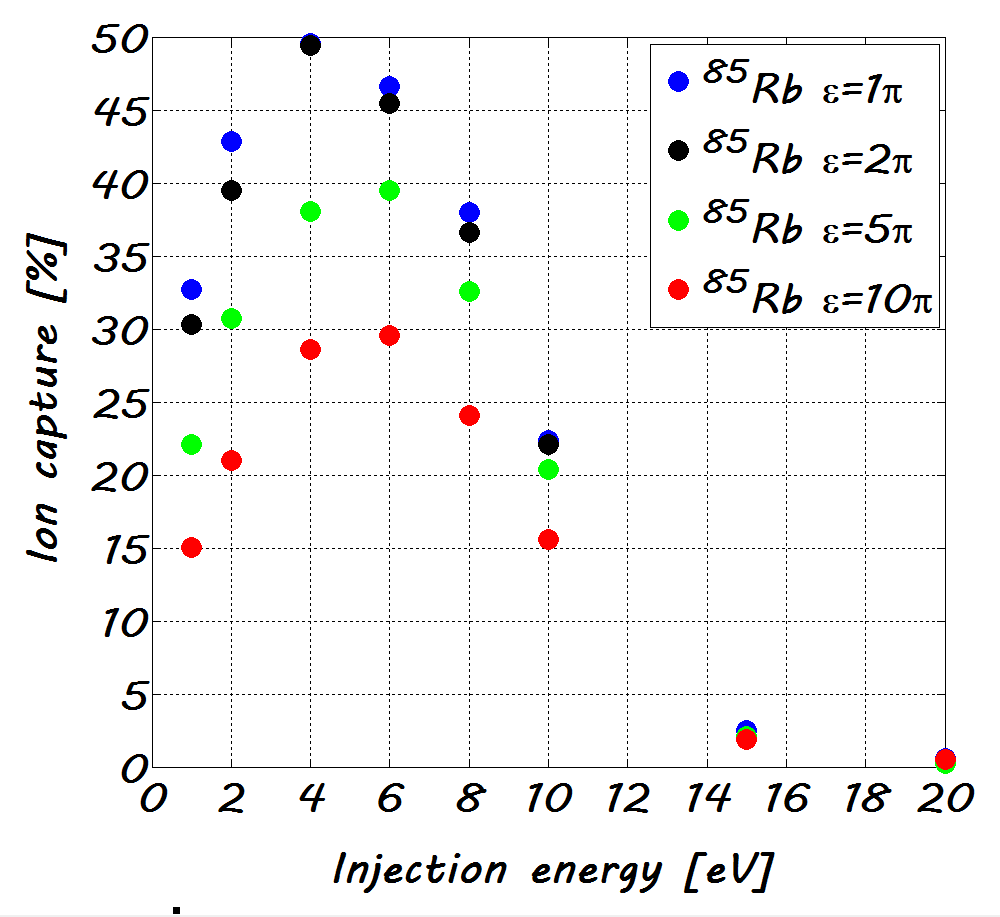 50
45
40
35
30
25
20
15
10
5
0
0 2 4 6 8 10 12 14 16 18 20
Ion capture [%]
Injection energy [eV]
⁸⁵Rb ε=1π
⁸⁵Rb ε=2π
⁸⁵Rb ε=5π
⁸⁵Rb ε=10π